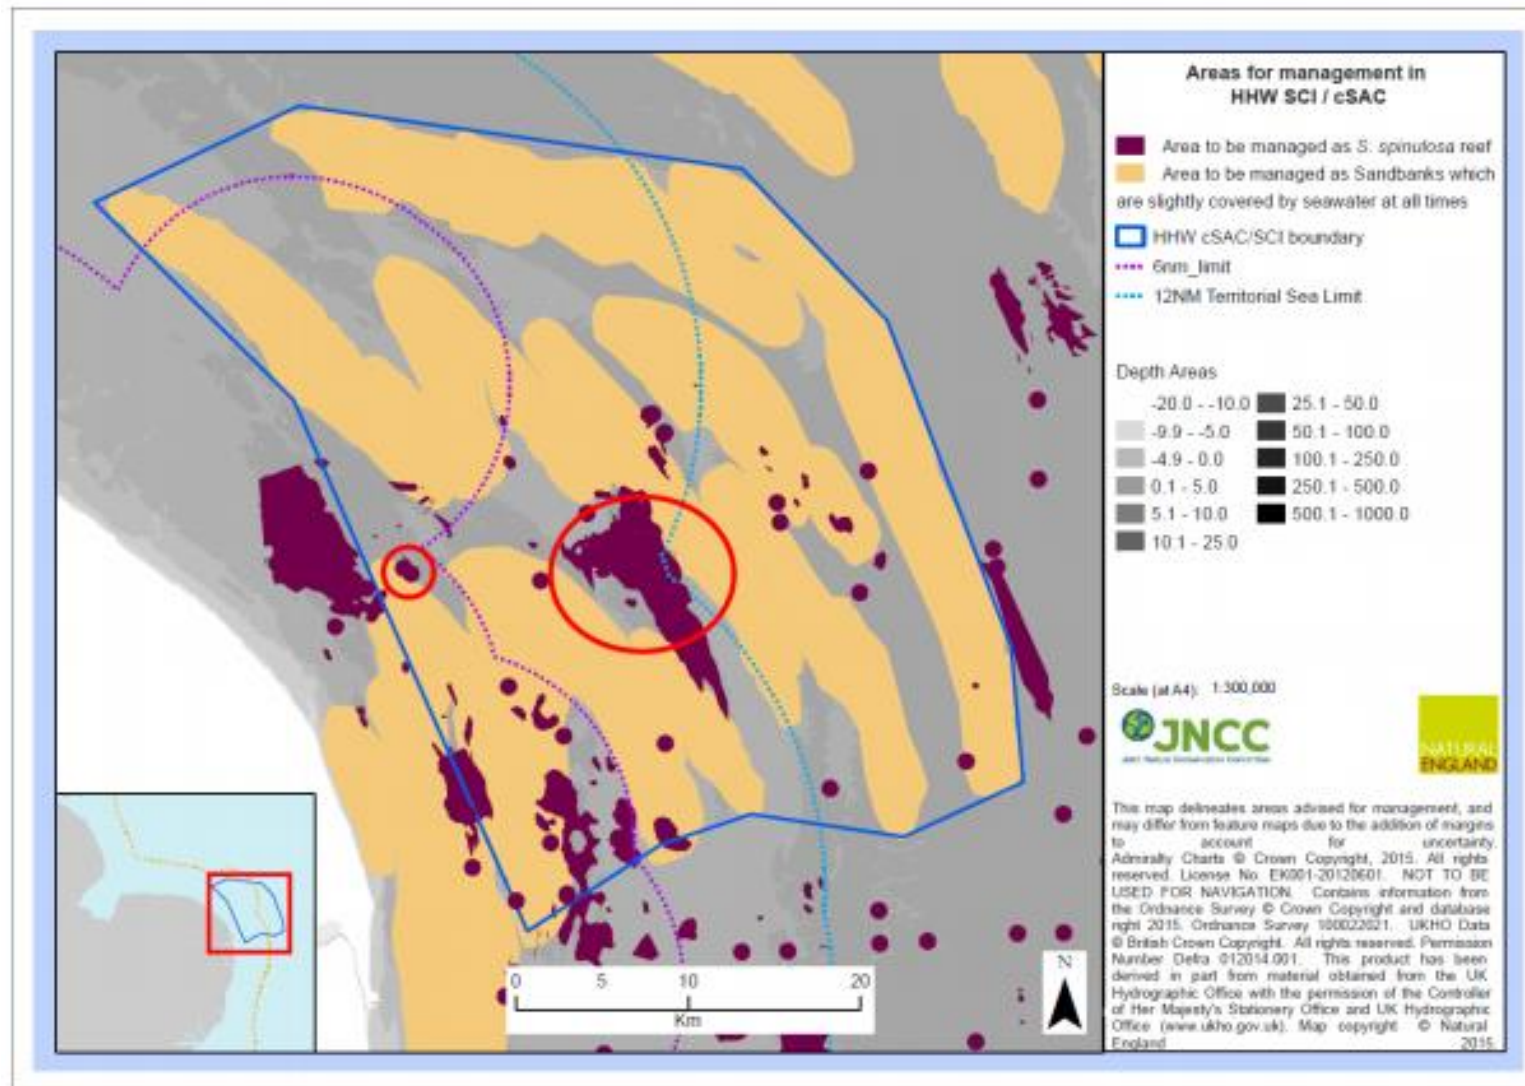 Areas for management in
HHW SCI / cSAC
Area to be managed as S. spinulosa reef
Area to be managed as Sandbanks which
are slightly covered by seawater at all times
HHW cSAC/SCI boundary
6nm_limit
12NM Territorial Sea Limit
Depth Areas
-20.0 - -10.0 25.1 - 50.0
-9.9 - -5.0 50.1 - 100.0
-4.9 - 0.0 100.1 - 250.0
0.1 - 5.0 250.1 - 500.0
5.1 - 10.0 500.1 - 1000.0
10.1 - 25.0
Scale (at A4): 1:300,000
JNCC
NATURAL
ENGLAND
This map delineates areas advised for management, and
may differ from feature maps due to the addition of margins
to account for uncertainty.
Admiralty Charts © Crown Copyright, 2015. All rights
reserved. License No. EK001-20120601. NOT TO BE
USED FOR NAVIGATION. Contains information from
the Ordnance Survey © Crown Copyright and database
right 2015. Ordnance Survey 100022021. UKHO Data
© British Crown Copyright. All rights reserved. Permission
Number Defra 012014.001. This product has been
derived in part from material obtained from the UK
Hydrographic Office with the permission of the Controller
of Her Majesty's Stationery Office and UK Hydrographic
Office (www.ukho.gov.uk). Map copyright © Natural
England 2015.
N
0 5 10 20
Km